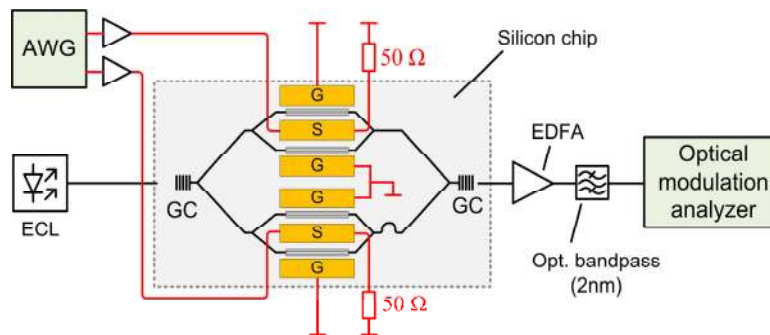 AWG
50 Ω
Silicon chip
G
S
G
G
S
G
GC
GC
ECL
EDFA
Optical
modulation
analyzer
Opt. bandpass
(2nm)
50 Ω